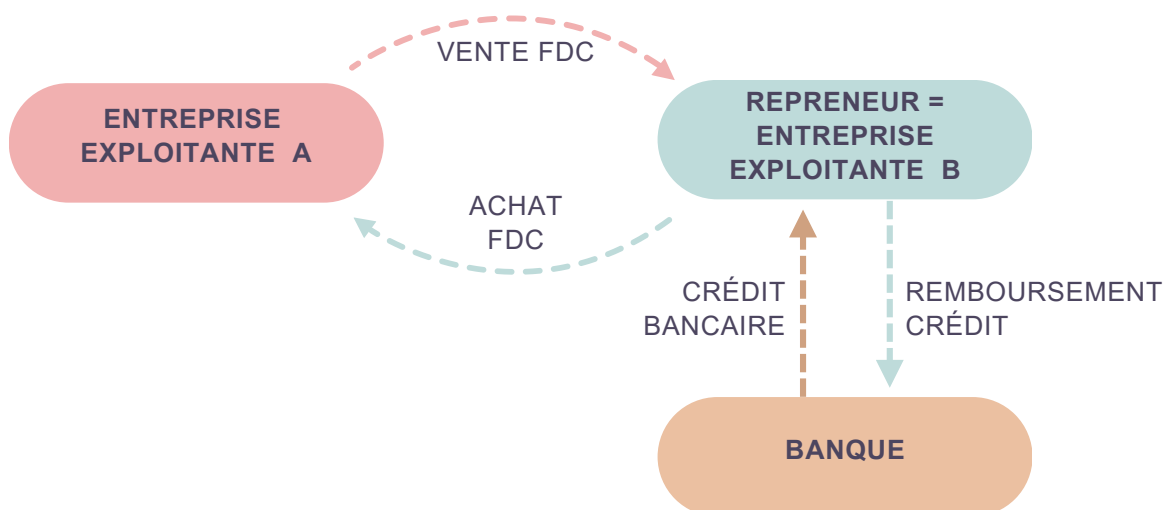 VENTE FDC
ENTREPRISE
EXPLOITANTE A
REPRENEUR =
ENTREPRISE
EXPLOITANTE B
ACHAT
FDC
CRÉDIT
BANCAIRE
REMBOURSEMENT
CRÉDIT
BANQUE